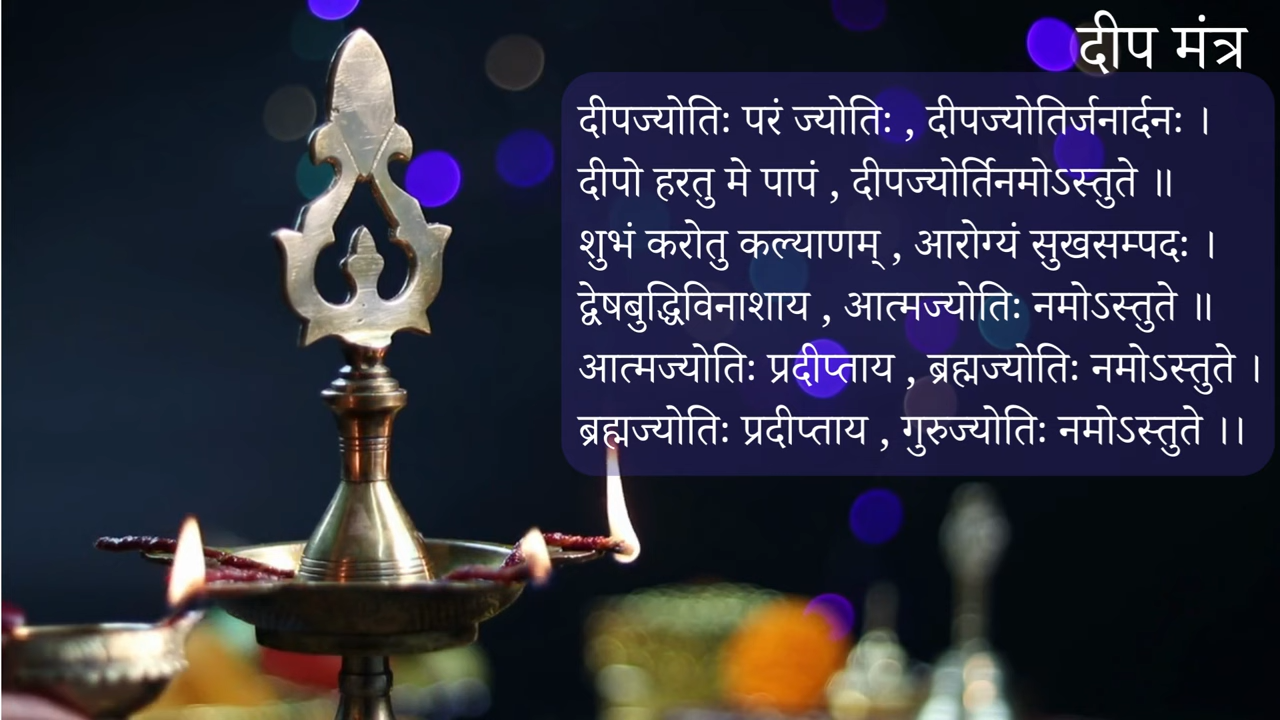 दीप मंत्र
दीपज्योतिः परं ज्योतिः , दीपज्योतिर्जनार्दनः ।
दीपो हरतु मे पापं , दीपज्योर्तिनमोऽस्तुते ॥
शुभं करोतु कल्याणम् , आरोग्यं सुखसम्पदः ।
द्वेषबुद्धिविनाशाय , आत्मज्योतिः नमोऽस्तुते ॥
आत्मज्योतिः प्रदीप्ताय , ब्रह्मज्योतिः नमोऽस्तुते ।
ब्रह्मज्योतिः प्रदीप्ताय , गुरुज्योतिः नमोऽस्तुते ।।